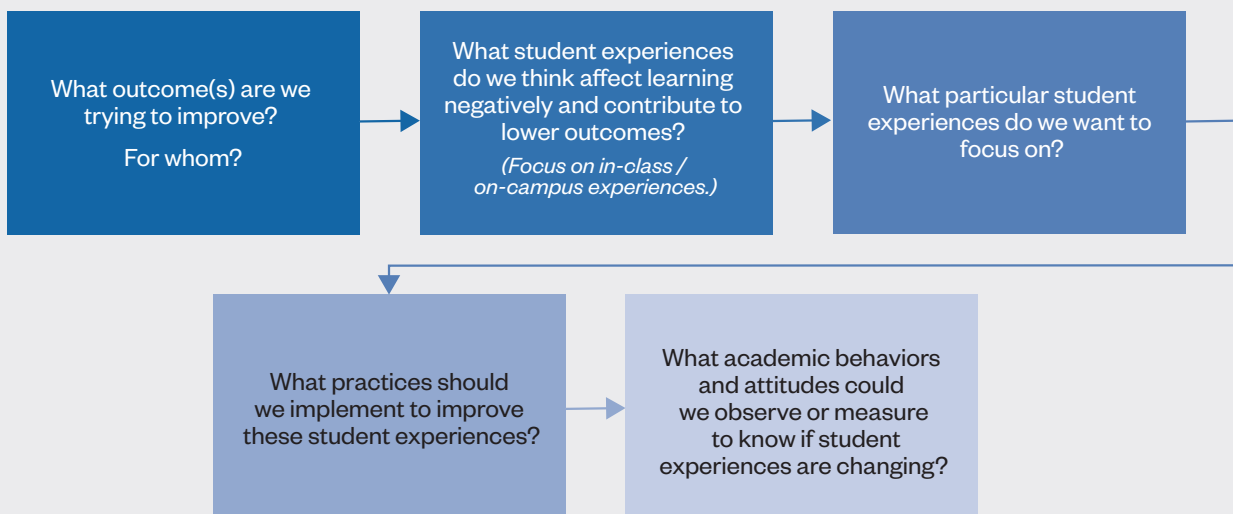 What outcome(s) are we
trying to improve?
For whom?
What student experiences
do we think affect learning
negatively and contribute to
lower outcomes?
(Focus on in-class /
on-campus experiences.)
What particular student
experiences do we want to
focus on?
What practices should
we implement to improve
these student experiences?
What academic behaviors
and attitudes could
we observe or measure
to know if student
experiences are changing?